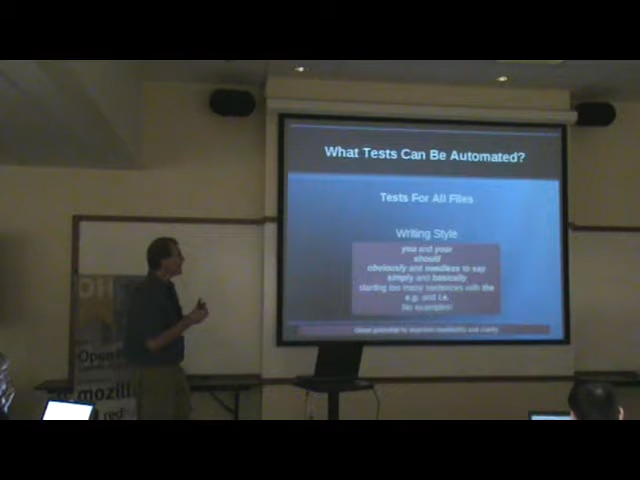 What Tests Can Be Automated?
Tests For All Files
Writing Style
you and your
should
obviously and needless to say
simply and basically
starting too many sentences with the
e.g. and i.e.
No examples!
Great potential to improve readability and clarity
Open
mozill
red